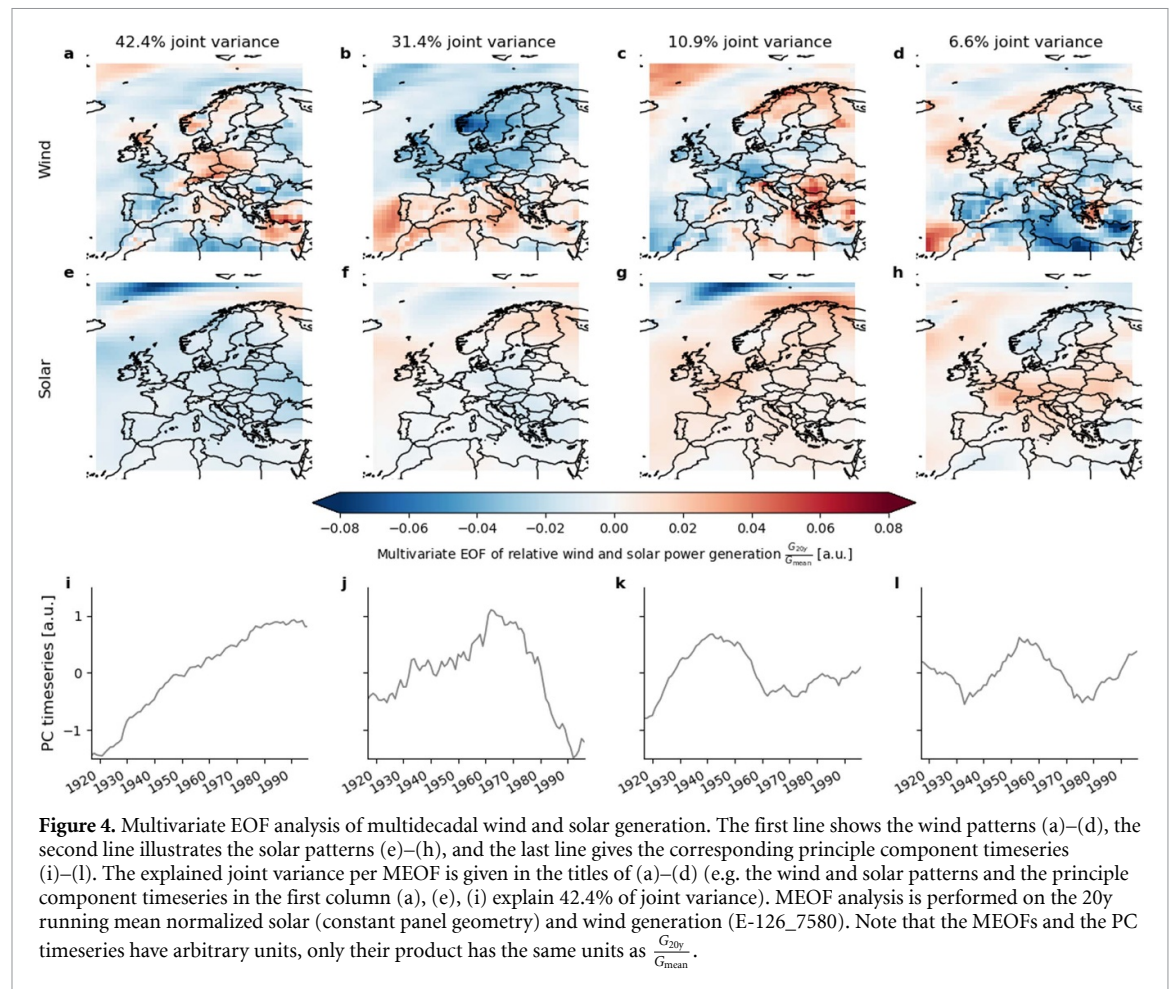 42.4% joint variance
31.4% joint variance
10.9% joint variance
6.6% joint variance
a
b
c
d
Wind
e
f
g
h
Solar
−0.08 −0.06 −0.04 −0.02 0.00 0.02 0.04 0.06 0.08
Multivariate EOF of relative wind and solar power generation G20y/Gmean [a.u.]
i
j
k
l
PC timeseries [a.u.]
1
0
−1
1920 1930 1940 1950 1960 1970 1980 1990
1920 1930 1940 1950 1960 1970 1980 1990
1920 1930 1940 1950 1960 1970 1980 1990
1920 1930 1940 1950 1960 1970 1980 1990
Figure 4. Multivariate EOF analysis of multidecadal wind and solar generation. The first line shows the wind patterns (a)–(d), the
second line illustrates the solar patterns (e)–(h), and the last line gives the corresponding principle component timeseries
(i)–(l). The explained joint variance per MEOF is given in the titles of (a)–(d) (e.g. the wind and solar patterns and the principle
component timeseries in the first column (a), (e), (i) explain 42.4% of joint variance). MEOF analysis is performed on the 20y
running mean normalized solar (constant panel geometry) and wind generation (E-126_7580). Note that the MEOFs and the PC
timeseries have arbitrary units, only their product has the same units as G20y/Gmean.